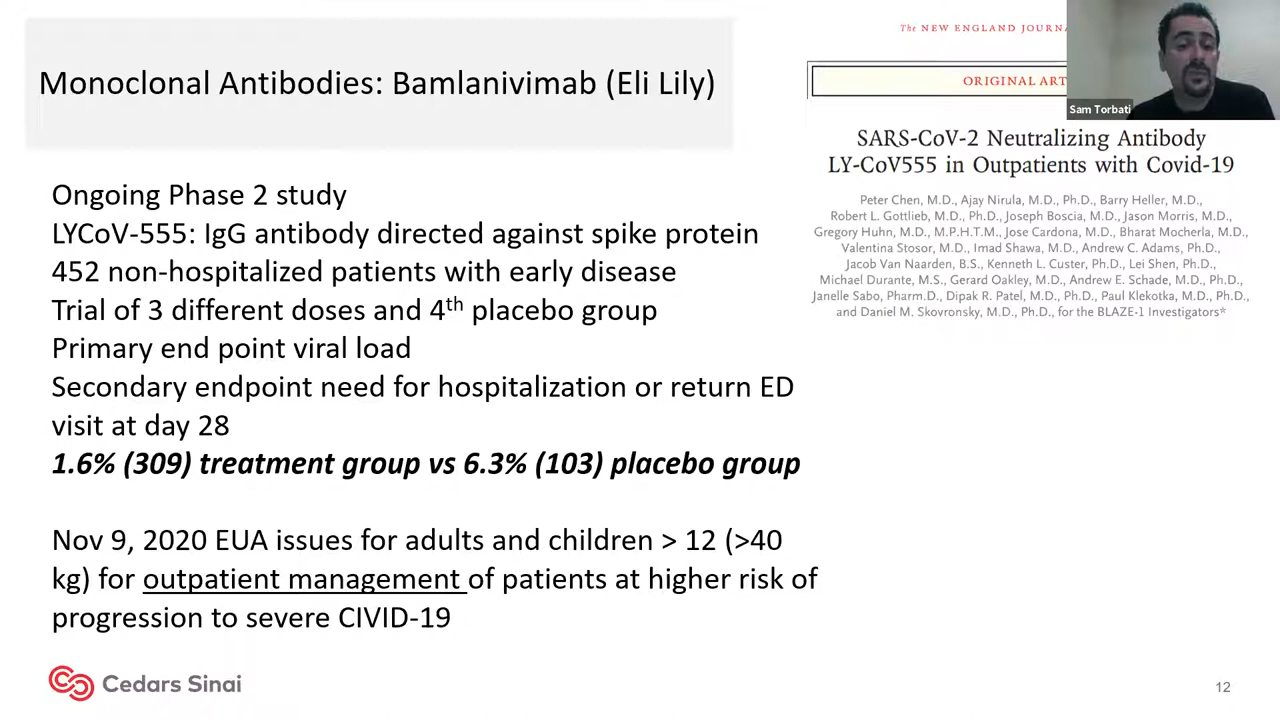 Monoclonal Antibodies: Bamlanivimab (Eli Lily)
The NEW ENGLAND
ORIGINAL
Sam Torbati
SARS-CoV-2 Neutralizing Antibody
LY-CoV555 in Outpatients with Covid-19
Peter Chen, M.D., Ajay Nirula, M.D., Ph.D., Barry Heller, M.D.,
Robert L. Gottlieb, M.D., Ph.D., Joseph Boscia, M.D., Jason Morris, M.D.,
Gregory Huhn, M.D., M.P.H.T.M., Jose Cardona, M.D., Bharat Mocherla, M.D.,
Valentina Stosor, M.D., Imad Shawa, M.D., Andrew C. Adams, Ph.D.,
Jacob Van Naarden, B.S., Kenneth L. Custer, Ph.D., Lei Shen, Ph.D.,
Michael Durante, M.S., Gerard Oakley, M.D., Andrew E. Schade, M.D., Ph.D.,
Janelle Sabo, Pharm.D., Dipak R. Patel, M.D., Ph.D., Paul Klekotka, M.D., Ph.D.,
and Daniel M. Skovronsky, M.D., Ph.D., for the BLAZE-1 Investigators*
Ongoing Phase 2 study
LYCoV-555: IgG antibody directed against spike protein
452 non-hospitalized patients with early disease
Trial of 3 different doses and 4th placebo group
Primary end point viral load
Secondary endpoint need for hospitalization or return ED
visit at day 28
1.6% (309) treatment group vs 6.3% (103) placebo group
Nov 9, 2020 EUA issues for adults and children > 12 (>40
kg) for outpatient management of patients at higher risk of
progression to severe CIVID-19
Cedars Sinai
12